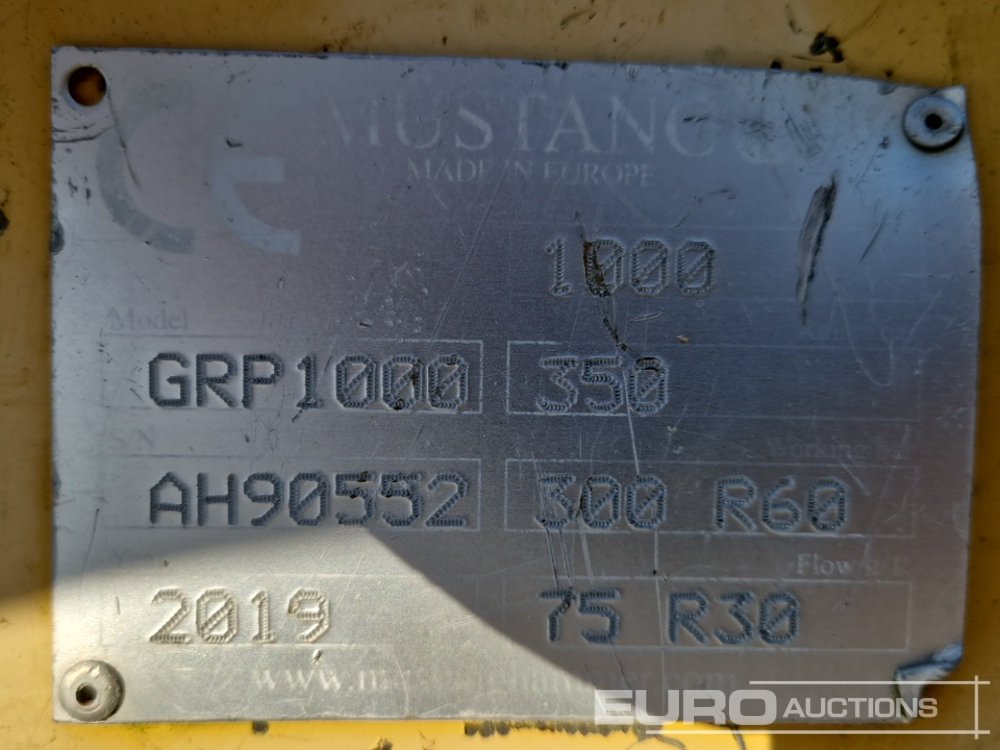 CE MUSTANG
MADE IN EUROPE
1000
Model
GRP1000 350
S/N Working
AH90552 300 R60
Flow
2019 75 R30
EURO AUCTIONS